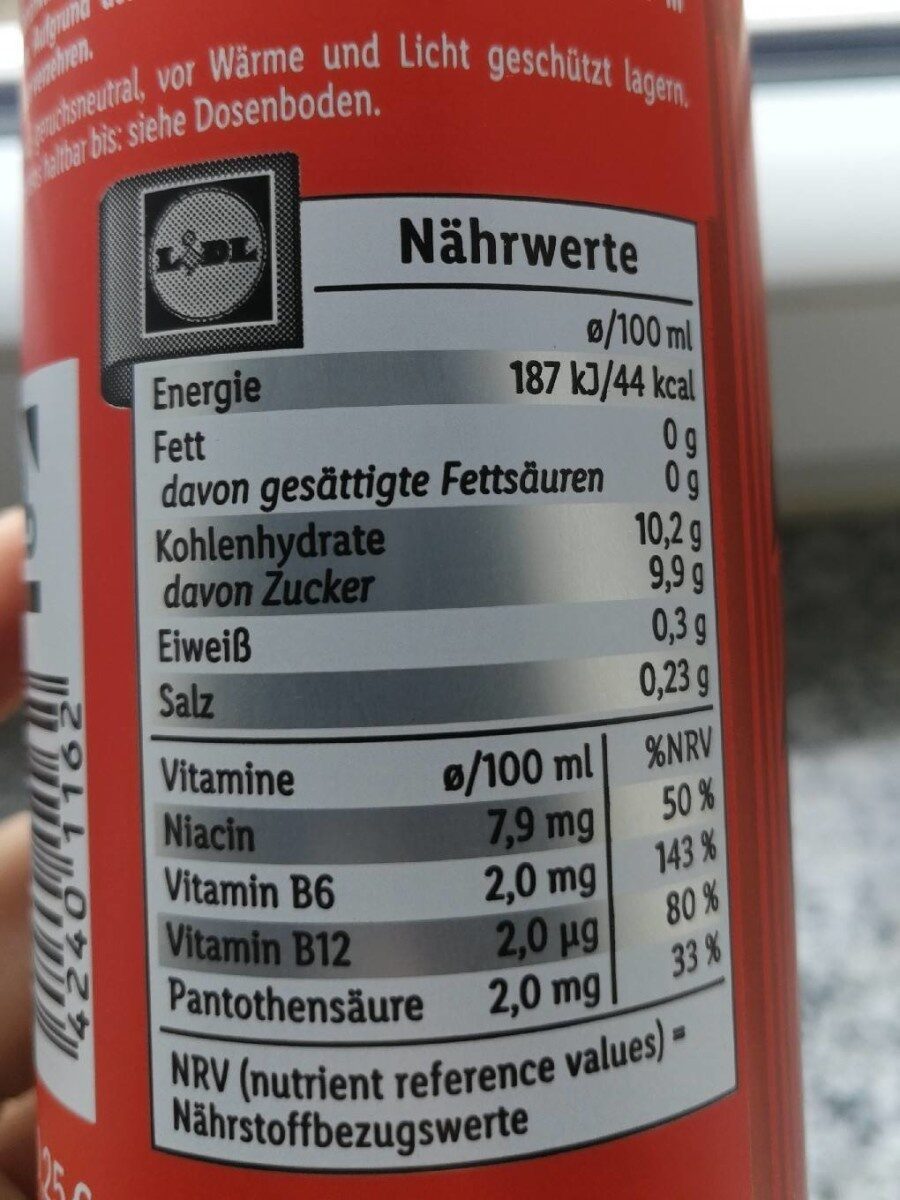 Aufgrund
verzehren.
geruchsneutral, vor Wärme und Licht geschützt lagern.
haltbar bis: siehe Dosenboden.
LIDL
Nährwerte
ø/100 ml
Energie 187 kJ/44 kcal
Fett 0 g
davon gesättigte Fettsäuren 0 g
Kohlenhydrate 10,2 g
davon Zucker 9,9 g
Eiweiß 0,3 g
Salz 0,23 g
Vitamine ø/100 ml %NRV
Niacin 7,9 mg 50 %
Vitamin B6 2,0 mg 143 %
Vitamin B12 2,0 µg 80 %
Pantothensäure 2,0 mg 33 %
NRV (nutrient reference values) =
Nährstoffbezugswerte
42401162